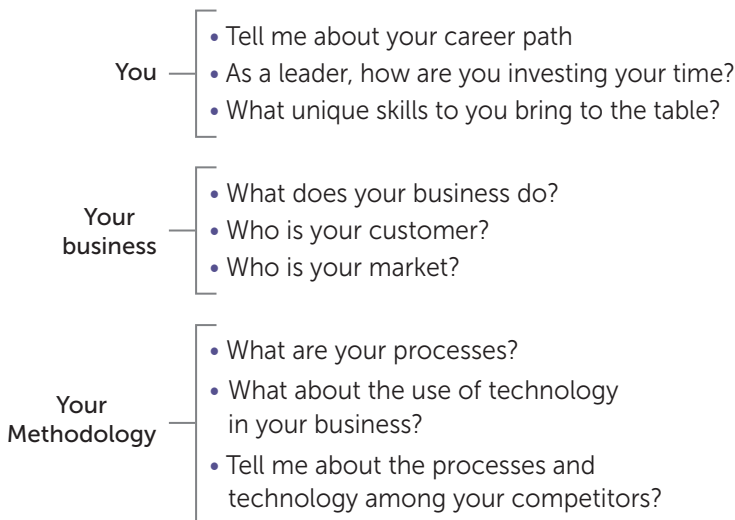 You
• Tell me about your career path
• As a leader, how are you investing your time?
• What unique skills to you bring to the table?
Your
business
• What does your business do?
• Who is your customer?
• Who is your market?
Your
Methodology
• What are your processes?
• What about the use of technology
in your business?
• Tell me about the processes and
technology among your competitors?